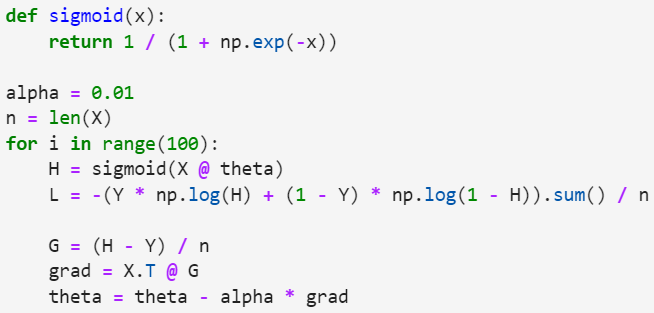 def sigmoid(x):
    return 1 / (1 + np.exp(-x))

alpha = 0.01
n = len(X)
for i in range(100):
    H = sigmoid(X @ theta)
    L = -(Y * np.log(H) + (1 - Y) * np.log(1 - H)).sum() / n

    G = (H - Y) / n
    grad = X.T @ G
    theta = theta - alpha * grad